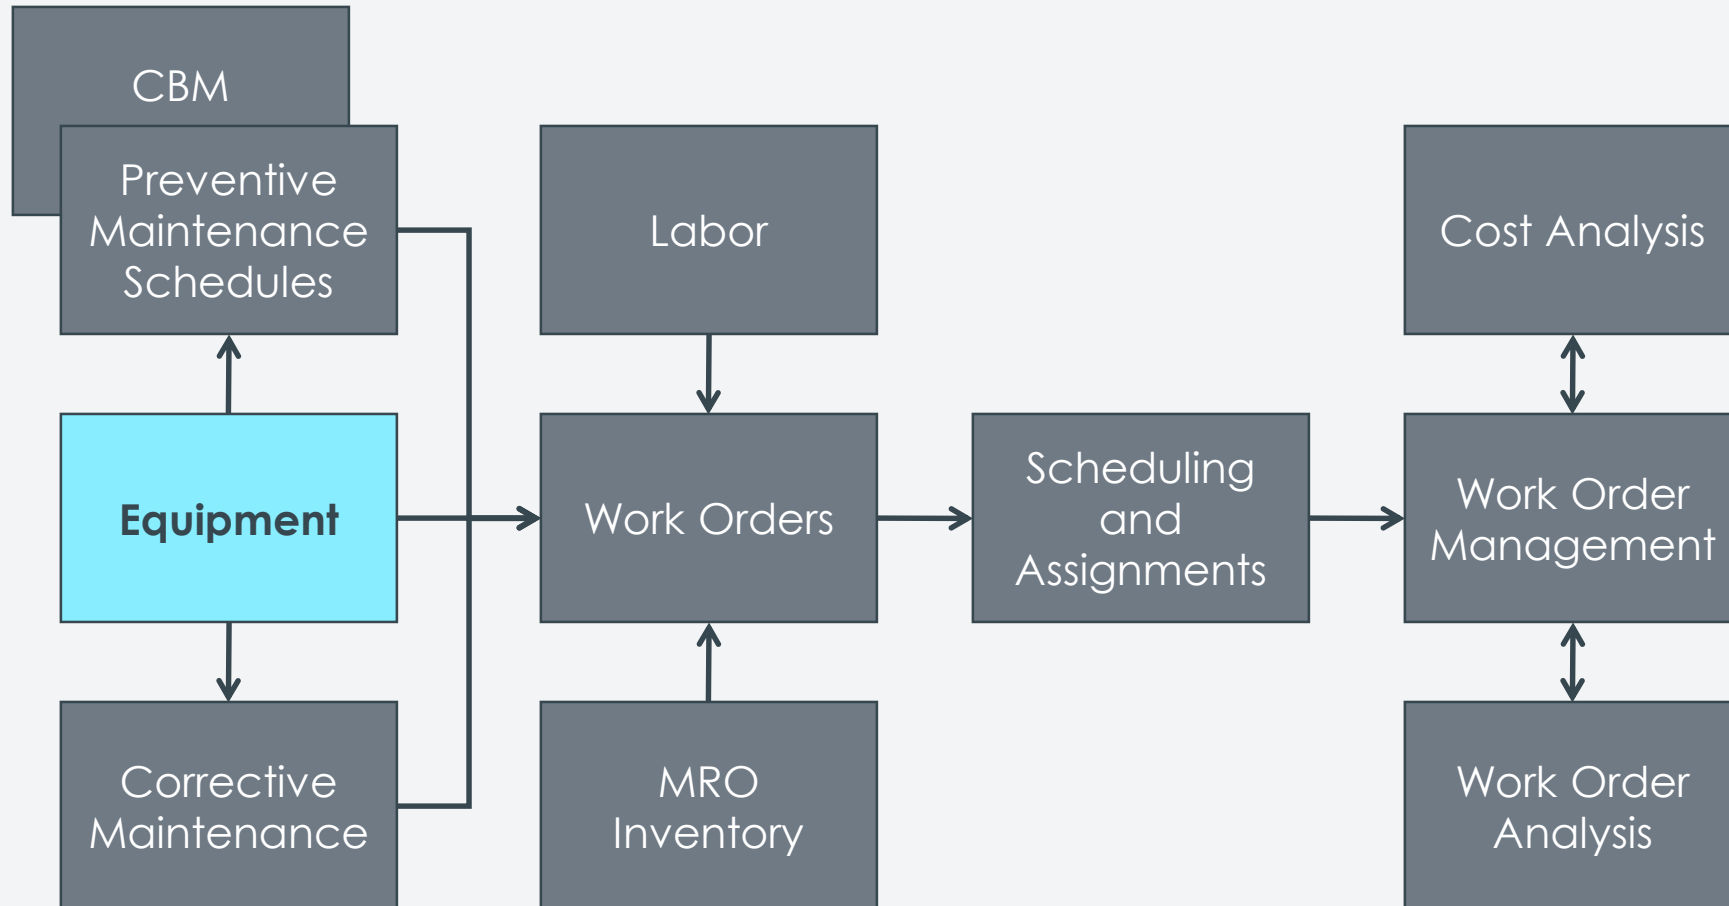 CBM
Preventive
Maintenance
Schedules
Labor
Cost Analysis
Equipment
Work Orders
Scheduling
and
Assignments
Work Order
Management
Corrective
Maintenance
MRO
Inventory
Work Order
Analysis